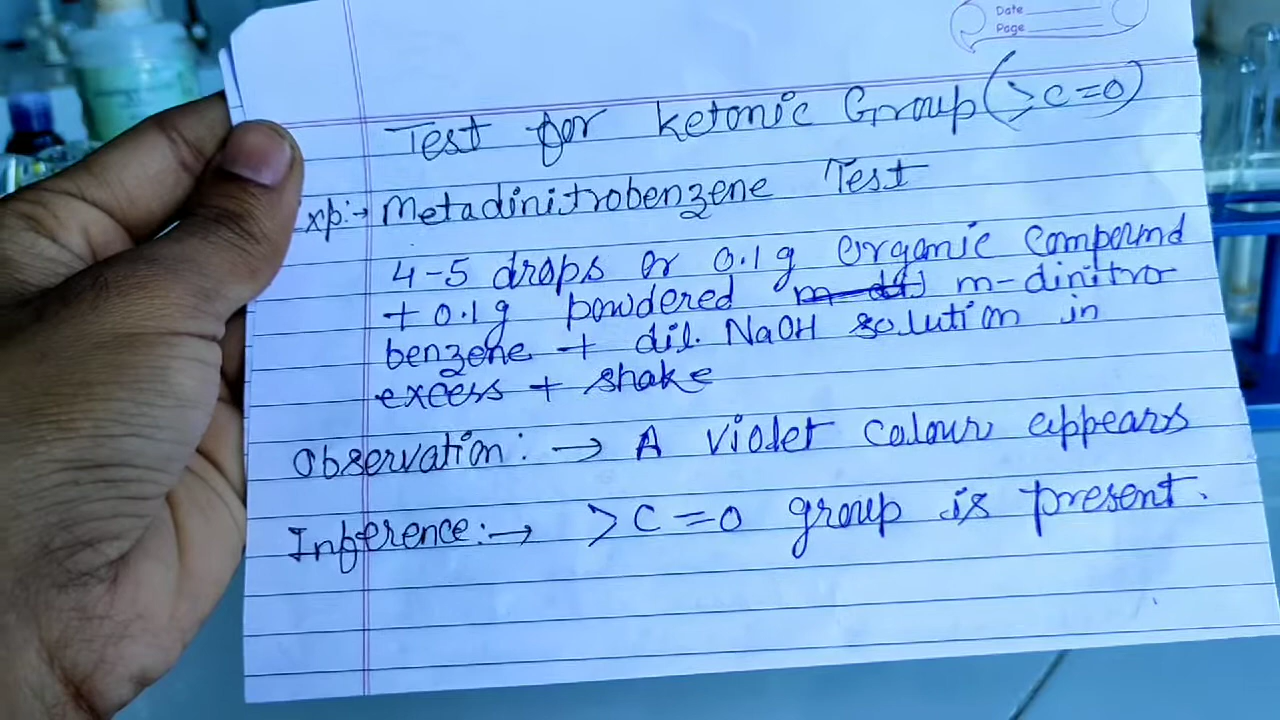 Date
Page
Test for Ketonic Group (>C=O)
xp:→ Metadinitrobenzene Test
4-5 drops or 0.1g organic compound
+ 0.1g powdered m-dinitro
benzene + dil. NaOH solution in
excess + shake
Observation: → A violet colour appears
Inference:→ >C=O group is present.